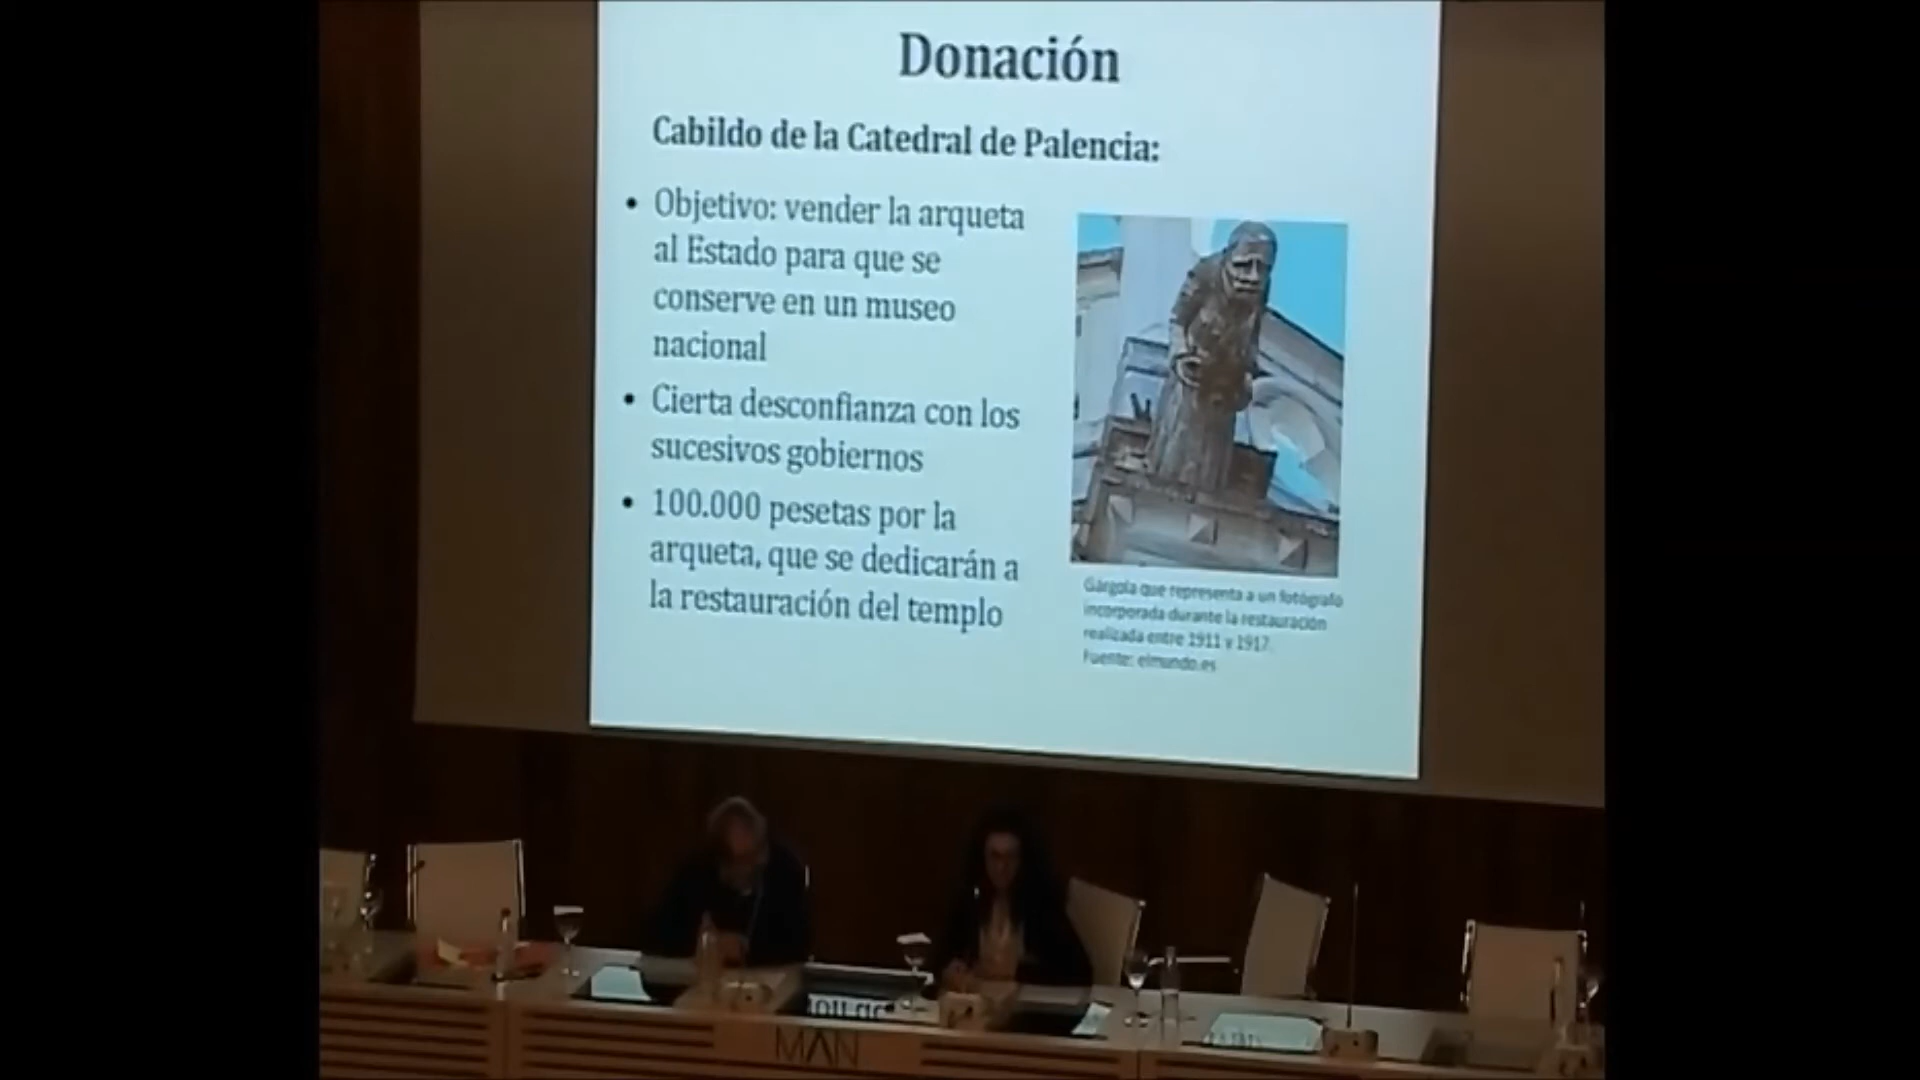 Donación
Cabildo de la Catedral de Palencia:
• Objetivo: vender la arqueta
al Estado para que se
conserve en un museo
nacional
• Cierta desconfianza con los
sucesivos gobiernos
• 100.000 pesetas por la
arqueta, que se dedicarán a
la restauración del templo
Gárgola que representa a un fotógrafo
incorporada durante la restauración
realizada entre 1911 y 1917.
Fuente: elmundo.es
MAN